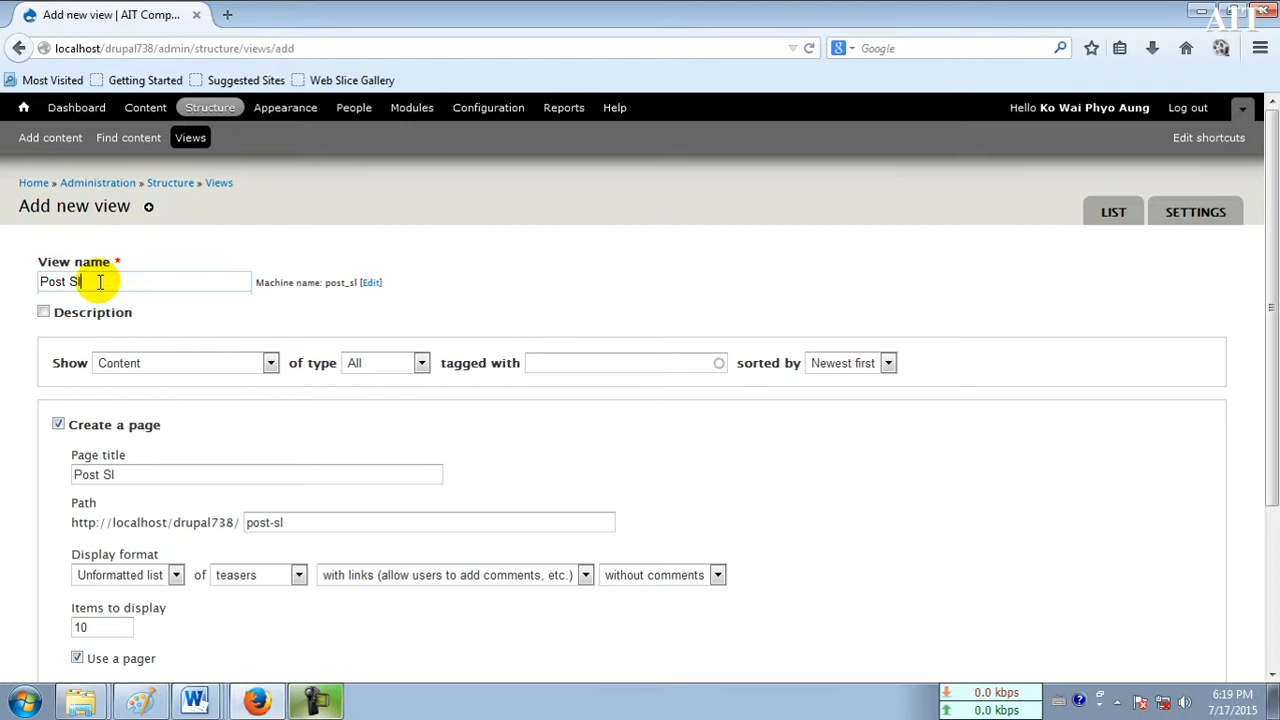 Add new view | AIT Comp...
AIT
localhost/drupal738/admin/structure/views/add
Google
Most Visited Getting Started Suggested Sites Web Slice Gallery
Dashboard Content Structure Appearance People Modules Configuration Reports Help Hello Ko Wai Phyo Aung Log out
Add content Find content Views Edit shortcuts
Home » Administration » Structure » Views
Add new view LIST SETTINGS
View name *
Post Sl Machine name: post_sl [Edit]
Description
Show Content of type All tagged with sorted by Newest first
Create a page
Page title
Post Sl
Path
http://localhost/drupal738/ post-sl
Display format
Unformatted list of teasers with links (allow users to add comments, etc.) without comments
Items to display
10
Use a pager
0.0 kbps
0.0 kbps
6:19 PM
7/17/2015